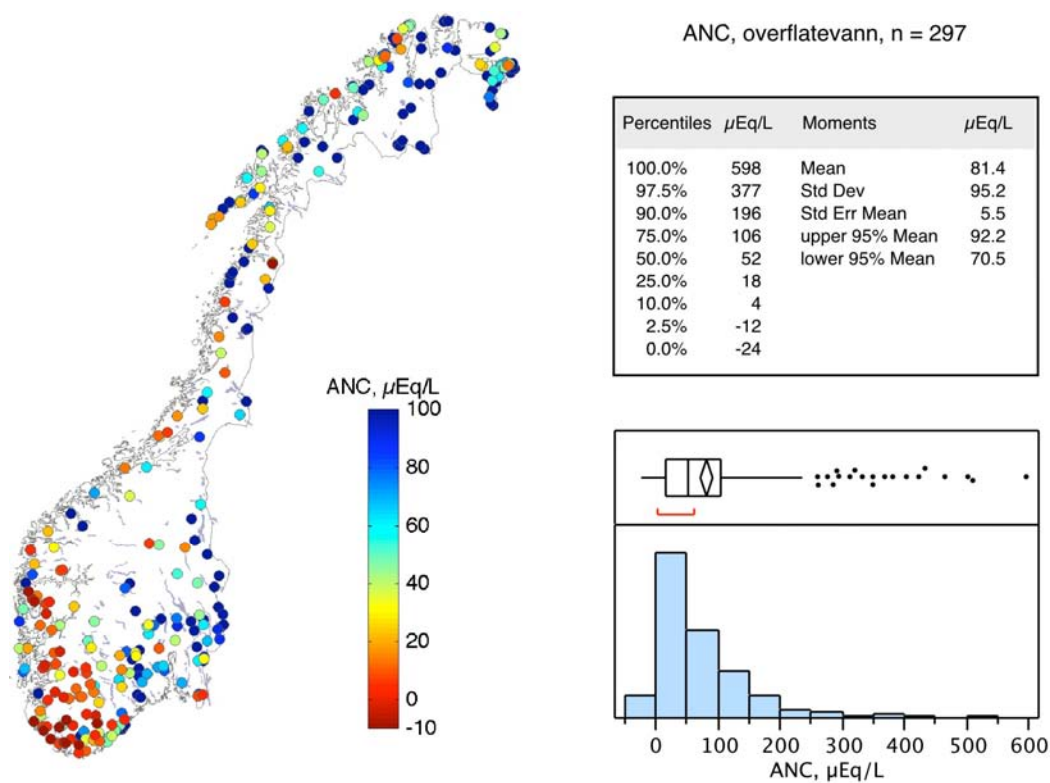 ANC, overflatevann, n = 297
Percentiles µEq/L Moments µEq/L
100.0% 598 Mean 81.4
97.5% 377 Std Dev 95.2
90.0% 196 Std Err Mean 5.5
75.0% 106 upper 95% Mean 92.2
50.0% 52 lower 95% Mean 70.5
25.0% 18
10.0% 4
2.5% -12
0.0% -24
ANC, µEq/L
100
80
60
40
20
0
-10
0 100 200 300 400 500 600
ANC, µEq/L